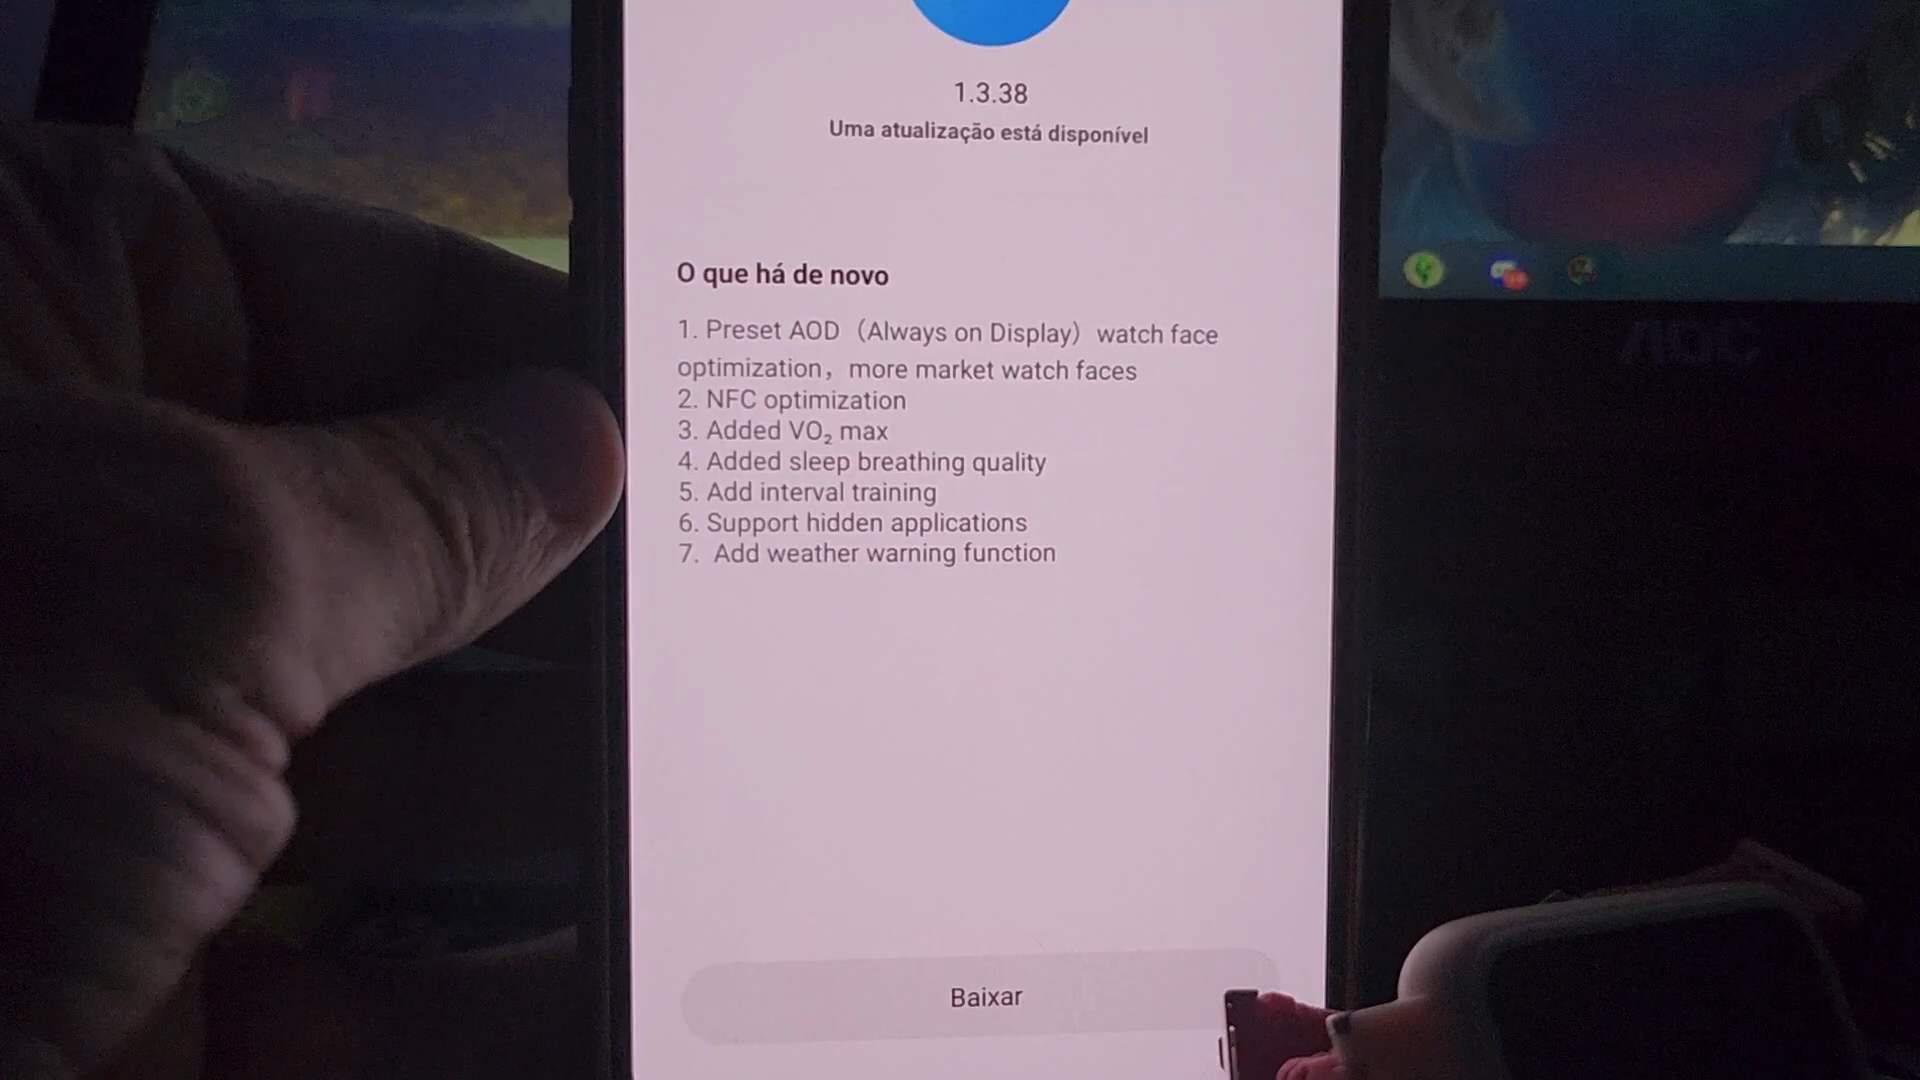 1.3.38
Uma atualização está disponível
O que há de novo
1. Preset AOD（Always on Display）watch face
optimization，more market watch faces
2. NFC optimization
3. Added VO₂ max
4. Added sleep breathing quality
5. Add interval training
6. Support hidden applications
7.  Add weather warning function
Baixar
AOC